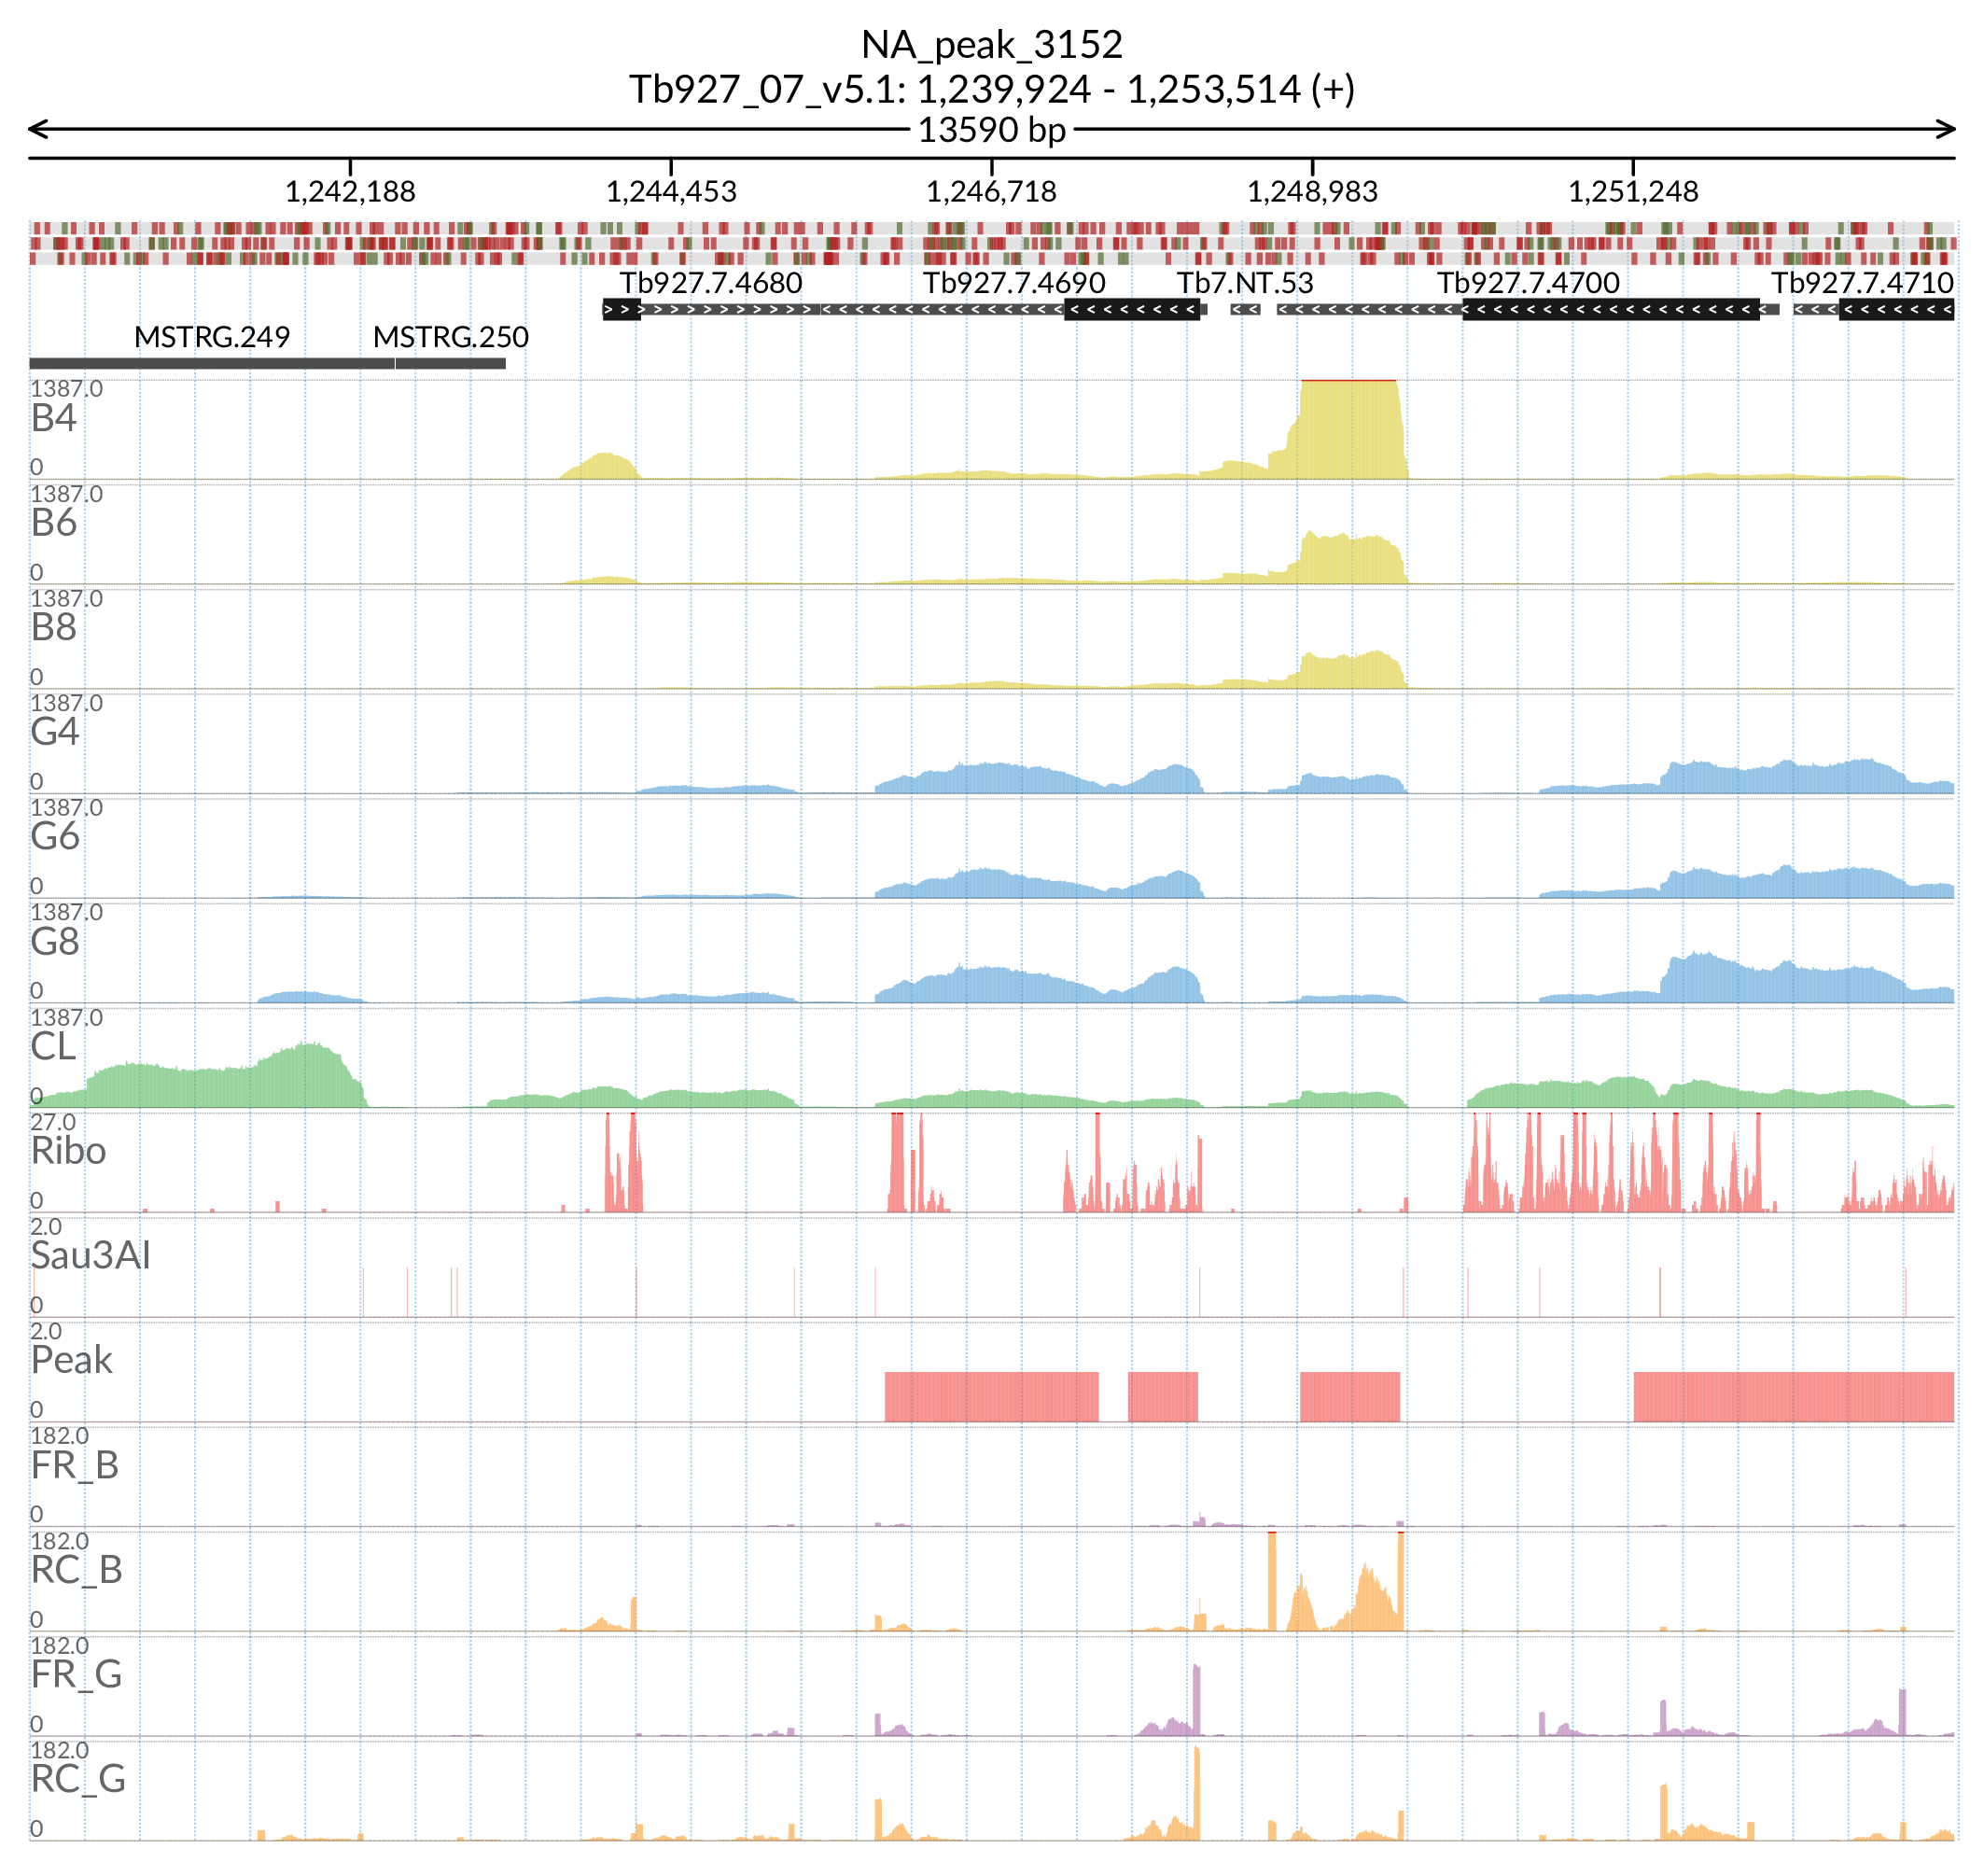 NA_peak_3152
Tb927_07_v5.1: 1,239,924 - 1,253,514 (+)
13590 bp
1,242,188 1,244,453 1,246,718 1,248,983 1,251,248
Tb927.7.4680 Tb927.7.4690 Tb7.NT.53 Tb927.7.4700 Tb927.7.4710
MSTRG.249 MSTRG.250
1387.0
B4
0
1387.0
B6
0
1387.0
B8
0
1387.0
G4
0
1387.0
G6
0
1387.0
G8
0
1387.0
CL
0
27.0
Ribo
0
2.0
Sau3AI
0
2.0
Peak
0
182.0
FR_B
0
182.0
RC_B
0
182.0
FR_G
0
182.0
RC_G
0